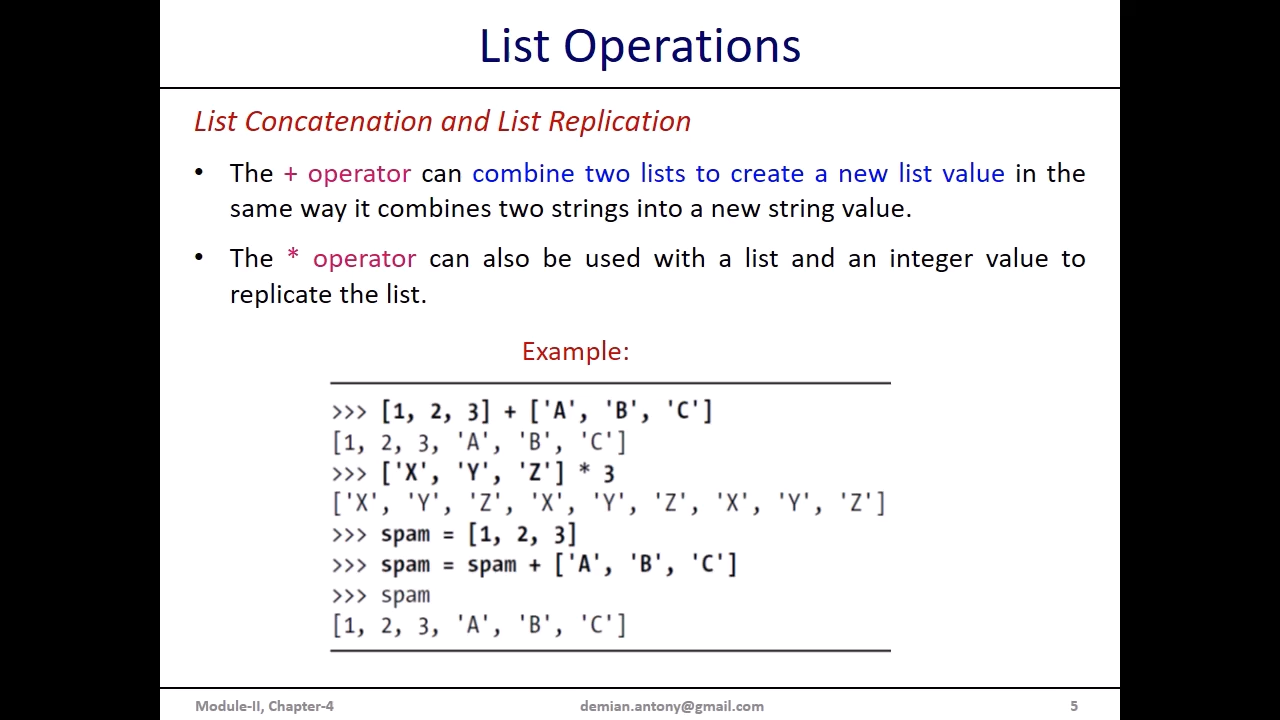 List Operations
List Concatenation and List Replication
• The + operator can combine two lists to create a new list value in the
same way it combines two strings into a new string value.
• The * operator can also be used with a list and an integer value to
replicate the list.
Example:
>>> [1, 2, 3] + ['A', 'B', 'C']
[1, 2, 3, 'A', 'B', 'C']
>>> ['X', 'Y', 'Z'] * 3
['X', 'Y', 'Z', 'X', 'Y', 'Z', 'X', 'Y', 'Z']
>>> spam = [1, 2, 3]
>>> spam = spam + ['A', 'B', 'C']
>>> spam
[1, 2, 3, 'A', 'B', 'C']
Module-II, Chapter-4 demian.antony@gmail.com 5